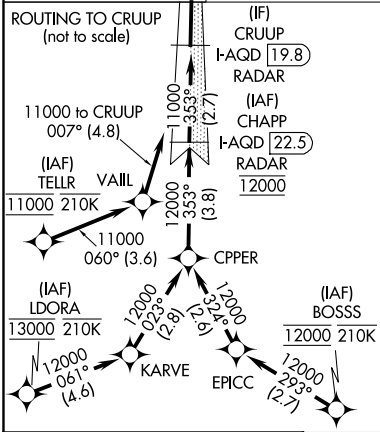 ROUTING TO CRUUP
(not to scale)
(IF)
CRUUP
I-AQD 19.8
RADAR
11000 to CRUUP
007° (4.8)
11000
353°
(2.7)
(IAF)
CHAPP
I-AQD 22.5
RADAR
12000
(IAF)
TELLR
11000 210K
VAIIL
11000
060° (3.6)
12000
353°
(3.8)
CPPER
(IAF)
LDORA
13000 210K
12000
023°
(2.8)
12000
324°
(2.6)
(IAF)
BOSSS
12000 210K
12000
061°
(4.6)
KARVE
EPICC
12000
293°
(2.7)